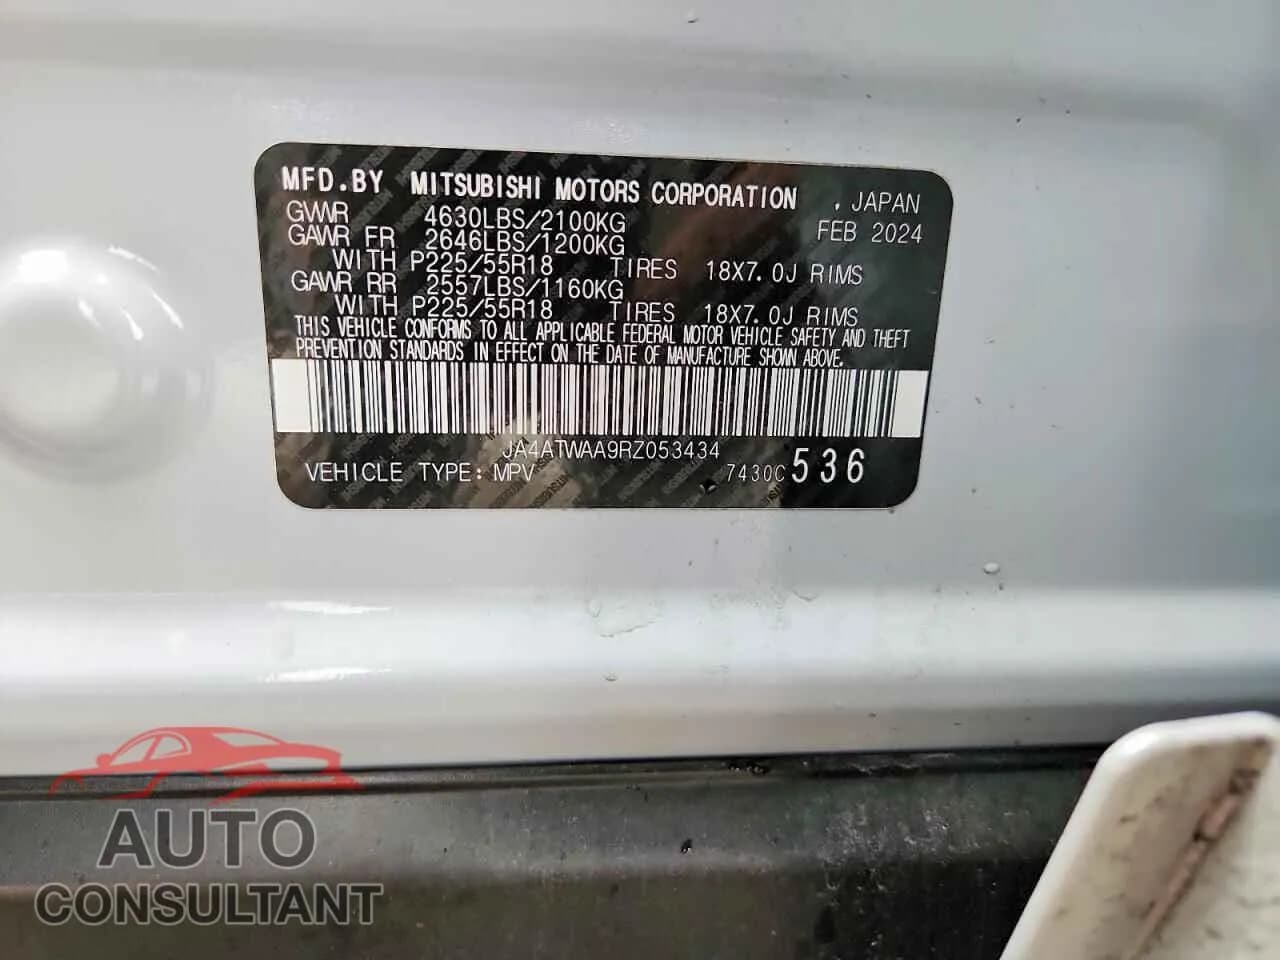 MFD.BY MITSUBISHI MOTORS CORPORATION , JAPAN
GVWR 4630LBS/2100KG FEB 2024
GAWR FR 2646LBS/1200KG
WITH P225/55R18 TIRES 18X7.0J RIMS
GAWR RR 2557LBS/1160KG
WITH P225/55R18 TIRES 18X7.0J RIMS
THIS VEHICLE CONFORMS TO ALL APPLICABLE FEDERAL MOTOR VEHICLE SAFETY AND THEFT
PREVENTION STANDARDS IN EFFECT ON THE DATE OF MANUFACTURE SHOWN ABOVE.
JA4ATWAA9RZ053434
VEHICLE TYPE: MPV 7430C 536
AUTO
CONSULTANT